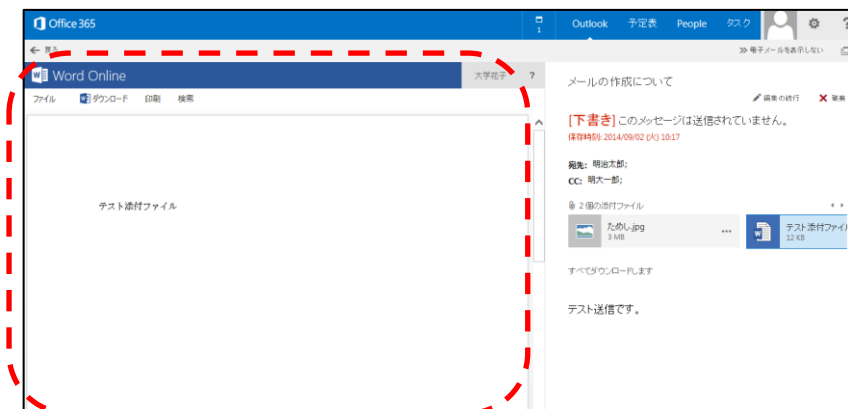 Office 365
1
Outlook 予定表 People タスク
?
戻る
電子メールを表示しない
Word Online
大学花子 ?
ファイル ダウンロード 印刷 検索
テスト添付ファイル
メールの作成について
編集の続行 破棄
[下書き] このメッセージは送信されていません。
保存時刻: 2014/09/02 (火) 10:17
宛先: 明治太郎;
CC: 明大一郎;
2 個の添付ファイル
ためし.jpg
3 MB
テスト添付ファイル
12 KB
すべてダウンロードします
テスト送信です。